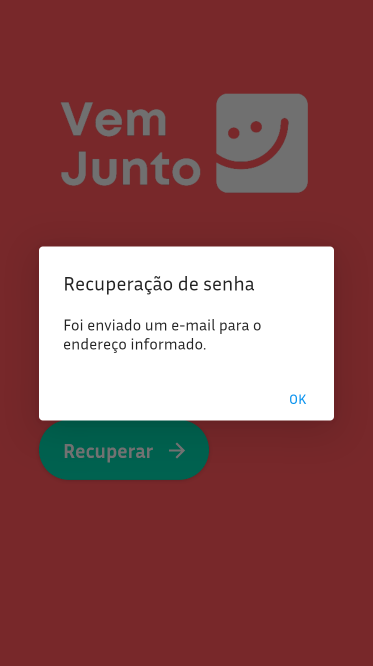 Vem
Junto
Recuperação de senha
Foi enviado um e-mail para o
endereço informado.
OK
Recuperar